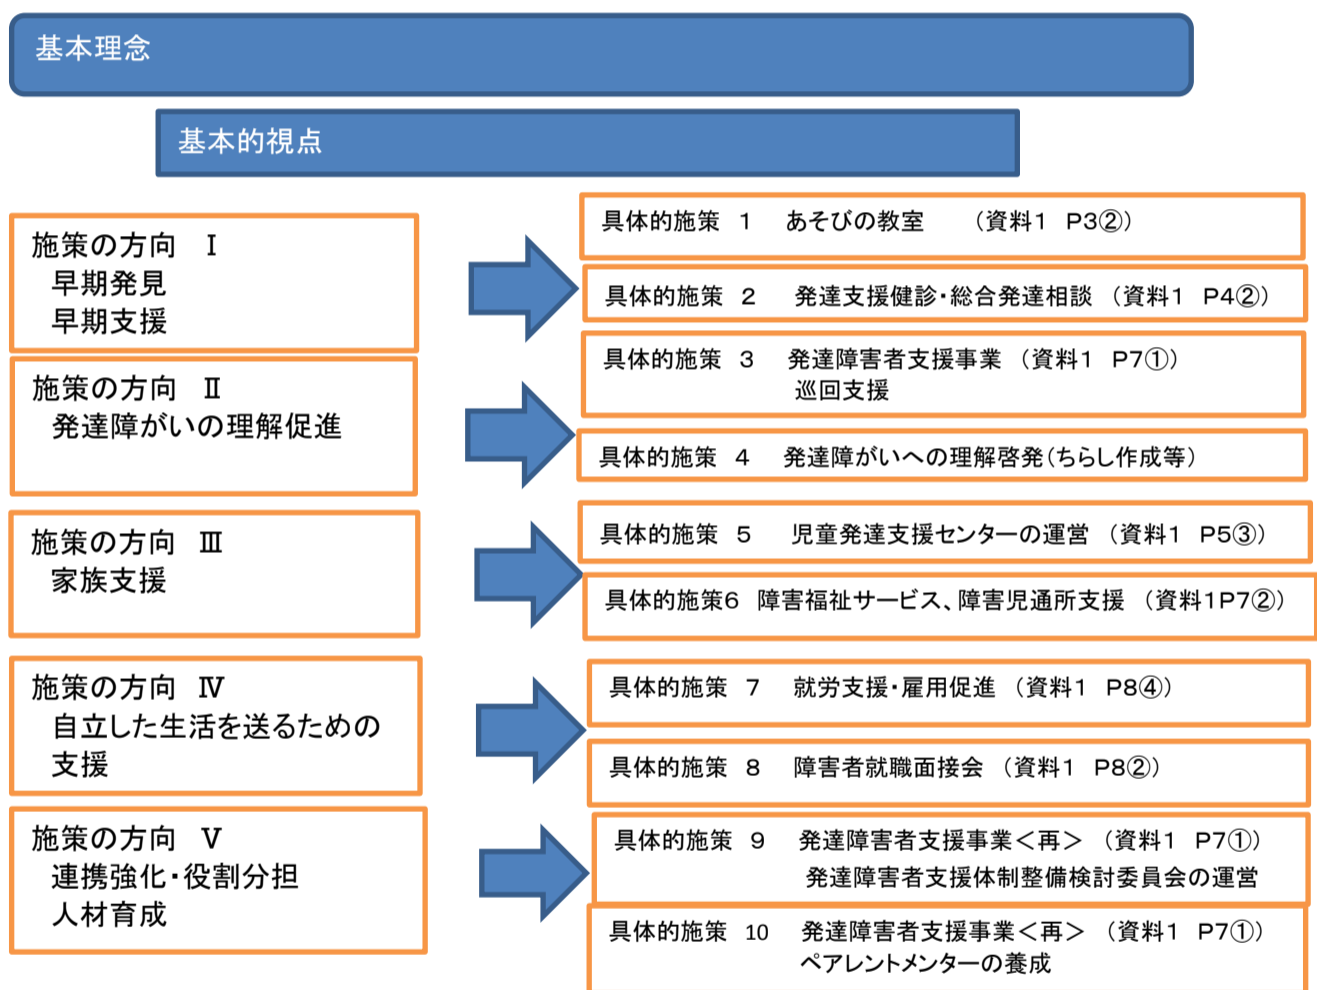 基本理念
基本的視点
施策の方向　Ⅰ
早期発見
早期支援
具体的施策　1　あそびの教室　（資料1　P3②）
具体的施策　2　発達支援健診・総合発達相談　（資料1　P4②）
施策の方向　Ⅱ
発達障がいの理解促進
具体的施策　3　発達障害者支援事業　（資料1　P7①）
巡回支援
具体的施策　4　発達障がいへの理解啓発（ちらし作成等）
施策の方向　Ⅲ
家族支援
具体的施策　5　児童発達支援センターの運営　（資料1　P5③）
具体的施策6　障害福祉サービス、障害児通所支援　（資料1P7②）
施策の方向　Ⅳ
自立した生活を送るための
支援
具体的施策　7　就労支援・雇用促進　（資料1　P8④）
具体的施策　8　障害者就職面接会　（資料1　P8②）
施策の方向　Ⅴ
連携強化・役割分担
人材育成
具体的施策　9　発達障害者支援事業＜再＞　（資料1　P7①）
発達障害者支援体制整備検討委員会の運営
具体的施策　10　発達障害者支援事業＜再＞　（資料1　P7①）
ペアレントメンターの養成